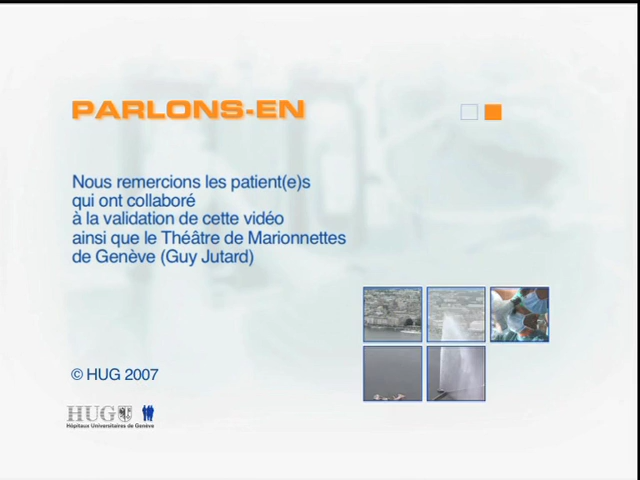 PARLONS-EN
Nous remercions les patient(e)s
qui ont collaboré
à la validation de cette vidéo
ainsi que le Théâtre de Marionnettes
de Genève (Guy Jutard)
© HUG 2007
HUG
Hôpitaux Universitaires de Genève